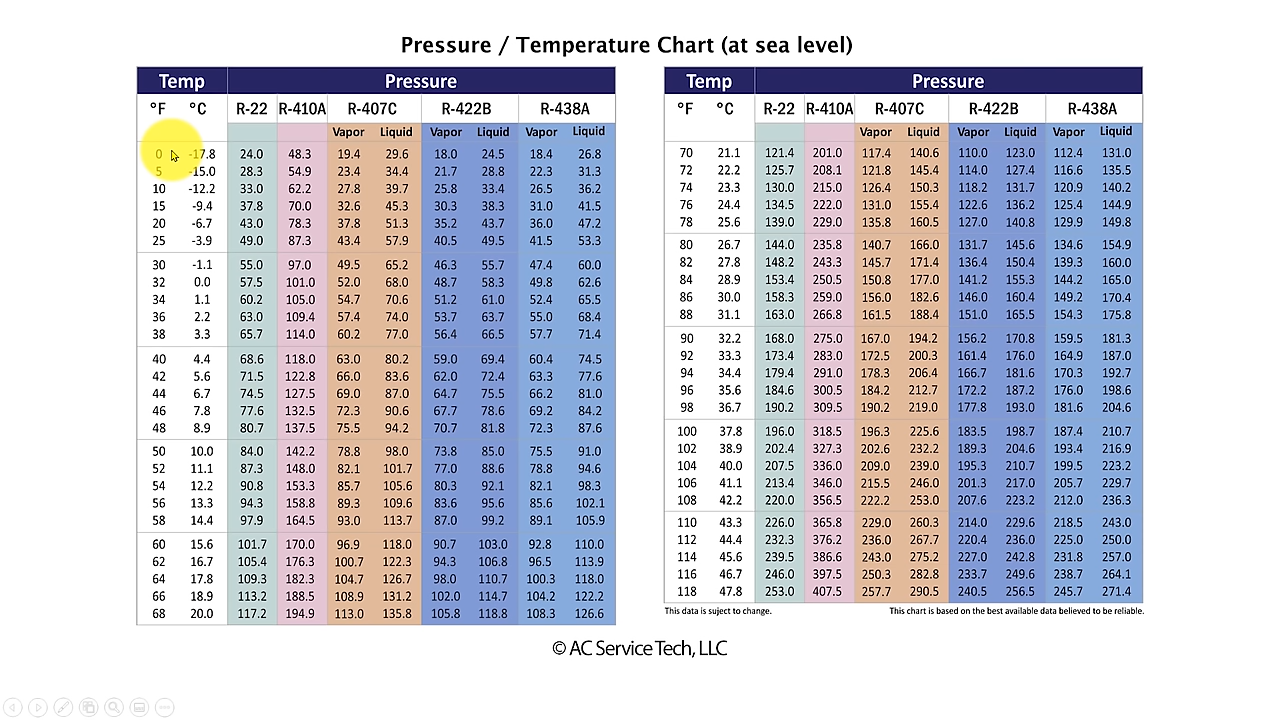 Pressure / Temperature Chart (at sea level)
Temp Pressure
°F °C R-22 R-410A R-407C R-422B R-438A
Vapor Liquid Vapor Liquid Vapor Liquid
0 -17.8 24.0 48.3 19.4 29.6 18.0 24.5 18.4 26.8
5 -15.0 28.3 54.9 23.4 34.4 21.7 28.8 22.3 31.3
10 -12.2 33.0 62.2 27.8 39.7 25.8 33.4 26.5 36.2
15 -9.4 37.8 70.0 32.6 45.3 30.3 38.3 31.0 41.5
20 -6.7 43.0 78.3 37.8 51.3 35.2 43.7 36.0 47.2
25 -3.9 49.0 87.3 43.4 57.9 40.5 49.5 41.5 53.3
30 -1.1 55.0 97.0 49.5 65.2 46.3 55.7 47.4 60.0
32 0.0 57.5 101.0 52.0 68.0 48.7 58.3 49.8 62.6
34 1.1 60.2 105.0 54.7 70.6 51.2 61.0 52.4 65.5
36 2.2 63.0 109.4 57.4 74.0 53.7 63.7 55.0 68.4
38 3.3 65.7 114.0 60.2 77.0 56.4 66.5 57.7 71.4
40 4.4 68.6 118.0 63.0 80.2 59.0 69.4 60.4 74.5
42 5.6 71.5 122.8 66.0 83.6 62.0 72.4 63.3 77.6
44 6.7 74.5 127.5 69.0 87.0 64.7 75.5 66.2 81.0
46 7.8 77.6 132.5 72.3 90.6 67.7 78.6 69.2 84.2
48 8.9 80.7 137.5 75.5 94.2 70.7 81.8 72.3 87.6
50 10.0 84.0 142.2 78.8 98.0 73.8 85.0 75.5 91.0
52 11.1 87.3 148.0 82.1 101.7 77.0 88.6 78.8 94.6
54 12.2 90.8 153.3 85.7 105.6 80.3 92.1 82.1 98.3
56 13.3 94.3 158.8 89.3 109.6 83.6 95.6 85.6 102.1
58 14.4 97.9 164.5 93.0 113.7 87.0 99.2 89.1 105.9
60 15.6 101.7 170.0 96.9 118.0 90.7 103.0 92.8 110.0
62 16.7 105.4 176.3 100.7 122.3 94.3 106.8 96.5 113.9
64 17.8 109.3 182.3 104.7 126.7 98.0 110.7 100.3 118.0
66 18.9 113.2 188.5 108.9 131.2 102.0 114.7 104.2 122.2
68 20.0 117.2 194.9 113.0 135.8 105.8 118.8 108.3 126.6
Temp Pressure
°F °C R-22 R-410A R-407C R-422B R-438A
Vapor Liquid Vapor Liquid Vapor Liquid
70 21.1 121.4 201.0 117.4 140.6 110.0 123.0 112.4 131.0
72 22.2 125.7 208.1 121.8 145.4 114.0 127.4 116.6 135.5
74 23.3 130.0 215.0 126.4 150.3 118.2 131.7 120.9 140.2
76 24.4 134.5 222.0 131.0 155.4 122.6 136.2 125.4 144.9
78 25.6 139.0 229.0 135.8 160.5 127.0 140.8 129.9 149.8
80 26.7 144.0 235.8 140.7 166.0 131.7 145.6 134.6 154.9
82 27.8 148.2 243.3 145.7 171.4 136.4 150.4 139.3 160.0
84 28.9 153.4 250.5 150.8 177.0 141.2 155.3 144.2 165.0
86 30.0 158.3 259.0 156.0 182.6 146.0 160.4 149.2 170.4
88 31.1 163.0 266.8 161.5 188.4 151.0 165.5 154.3 175.8
90 32.2 168.0 275.0 167.0 194.2 156.2 170.8 159.5 181.3
92 33.3 173.4 283.0 172.5 200.3 161.4 176.0 164.9 187.0
94 34.4 179.4 291.0 178.3 206.4 166.7 181.6 170.3 192.7
96 35.6 184.6 300.5 184.2 212.7 172.2 187.2 176.0 198.6
98 36.7 190.2 309.5 190.2 219.0 177.8 193.0 181.6 204.6
100 37.8 196.0 318.5 196.3 225.6 183.5 198.7 187.4 210.7
102 38.9 202.4 327.3 202.6 232.2 189.3 204.6 193.4 216.9
104 40.0 207.5 336.0 209.0 239.0 195.3 210.7 199.5 223.2
106 41.1 213.4 346.0 215.5 246.0 201.3 217.0 205.7 229.7
108 42.2 220.0 356.5 222.2 253.0 207.6 223.2 212.0 236.3
110 43.3 226.0 365.8 229.0 260.3 214.0 229.6 218.5 243.0
112 44.4 232.3 376.2 236.0 267.7 220.4 236.0 225.0 250.0
114 45.6 239.5 386.6 243.0 275.2 227.0 242.8 231.8 257.0
116 46.7 246.0 397.5 250.3 282.8 233.7 249.6 238.7 264.1
118 47.8 253.0 407.5 257.7 290.5 240.5 256.5 245.7 271.4
This data is suject to change. This chart is based on the best available data believed to be reliable.
© AC Service Tech, LLC